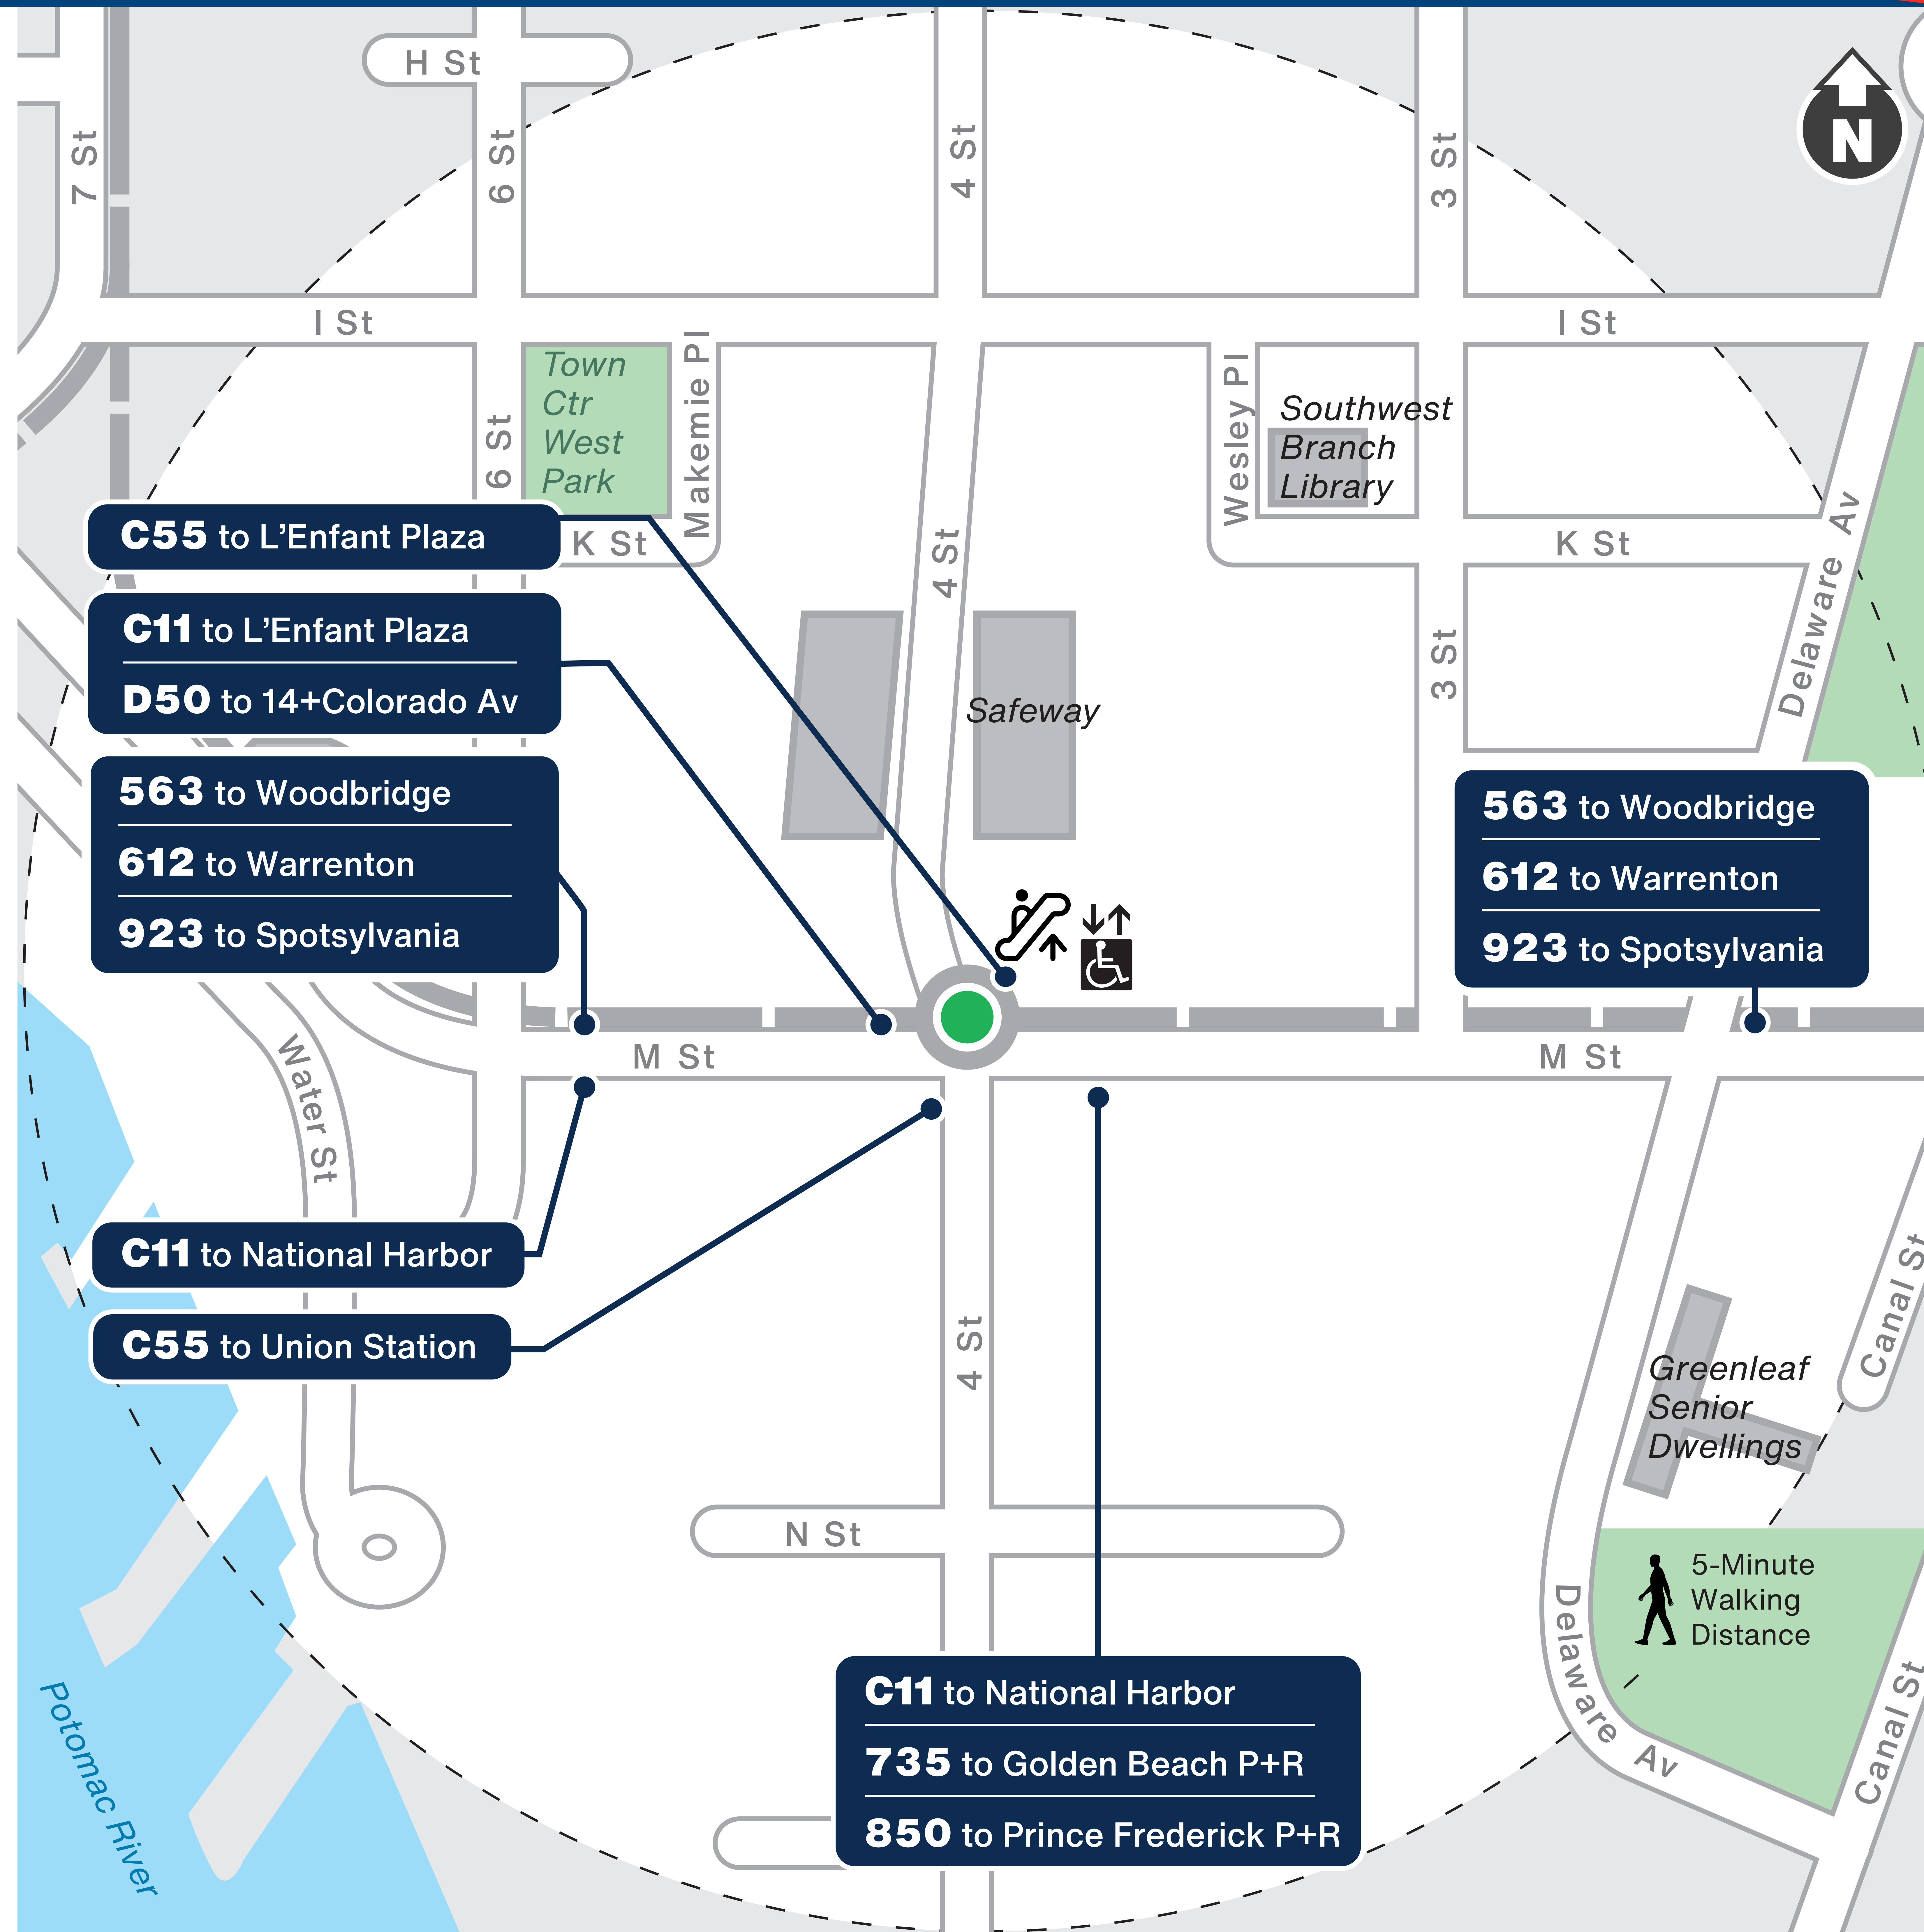 H St
7 St
6 St
4 St
3 St
N
I St
I St
Town
Ctr
West
Park
Makemie Pl
Wesley Pl
Southwest
Branch
Library
6 St
4 St
K St
K St
Delaware Av
3 St
C55 to L’Enfant Plaza
C11 to L’Enfant Plaza
D50 to 14+Colorado Av
Safeway
563 to Woodbridge
612 to Warrenton
923 to Spotsylvania
563 to Woodbridge
612 to Warrenton
923 to Spotsylvania
M St
M St
Water St
C11 to National Harbor
C55 to Union Station
4 St
Canal St
Greenleaf
Senior
Dwellings
N St
5-Minute
Walking
Distance
Delaware Av
Canal St
Potomac River
C11 to National Harbor
735 to Golden Beach P+R
850 to Prince Frederick P+R